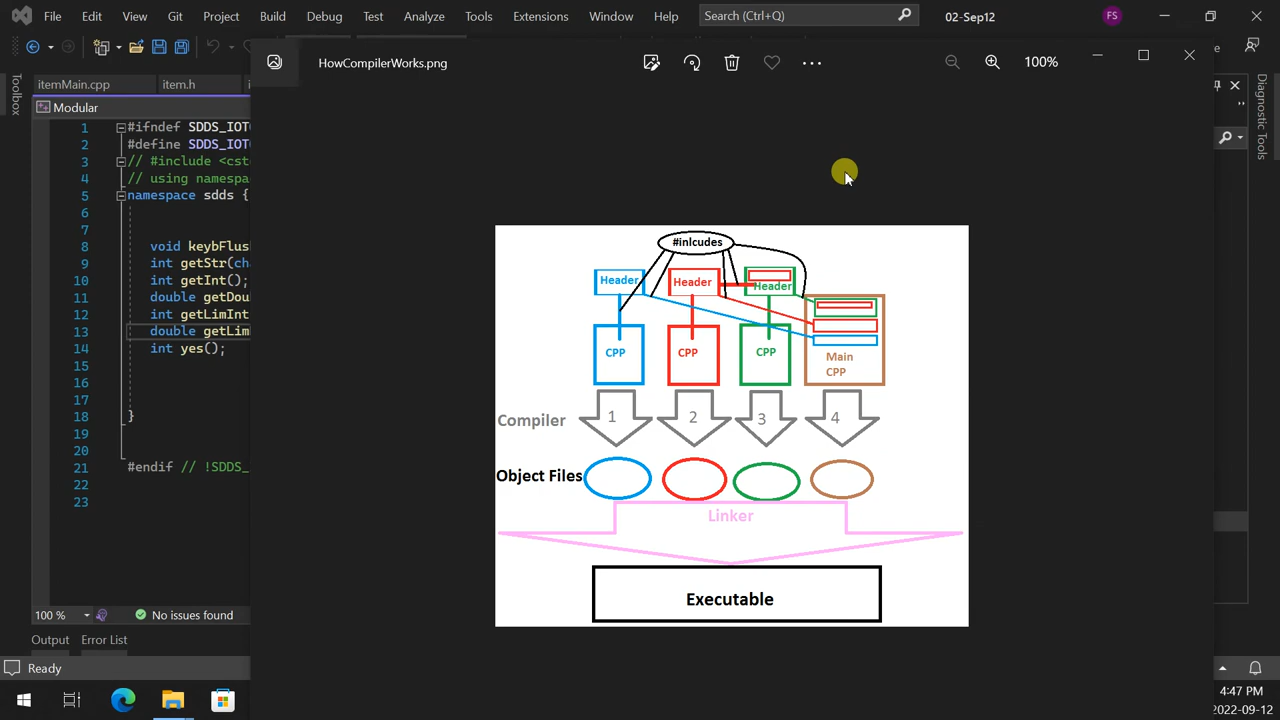 File Edit View Git Project Build Debug Test Analyze Tools Extensions Window Help Search (Ctrl+Q) 02-Sep12 FS
HowCompilerWorks.png 100%
itemMain.cpp item.h
Toolbox
Diagnostic Tools
Modular
1 #ifndef SDDS_IOT
2 #define SDDS_IOT
3 // #include <cst
4 // using namespa
5 namespace sdds {
6
7
8 void keybFlus
9 int getStr(cha
10 int getInt();
11 double getDou
12 int getLimInt
13 double getLim
14 int yes();
15
16
17
18 }
19
20
21 #endif // !SDDS_
22
23
#inlcudes
Header Header Header
CPP CPP CPP Main
CPP
Compiler 1 2 3 4
Object Files
Linker
Executable
100 % No issues found
Output Error List
Ready
4:47 PM
2022-09-12